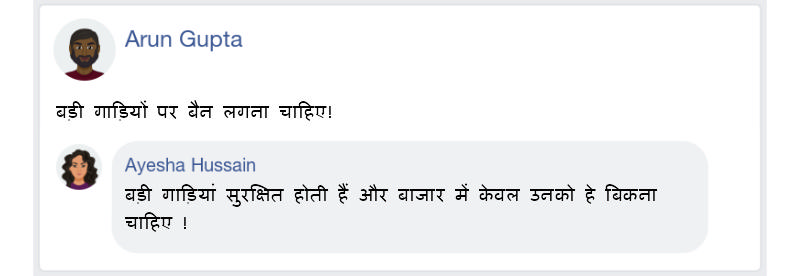 Arun Gupta
बड़ी गाड़ियों पर बैन लगना चाहिए!
Ayesha Hussain
बड़ी गाड़ियां सुरक्षित होती हैं और बाजार में केवल उनको हे बिकना
चाहिए !